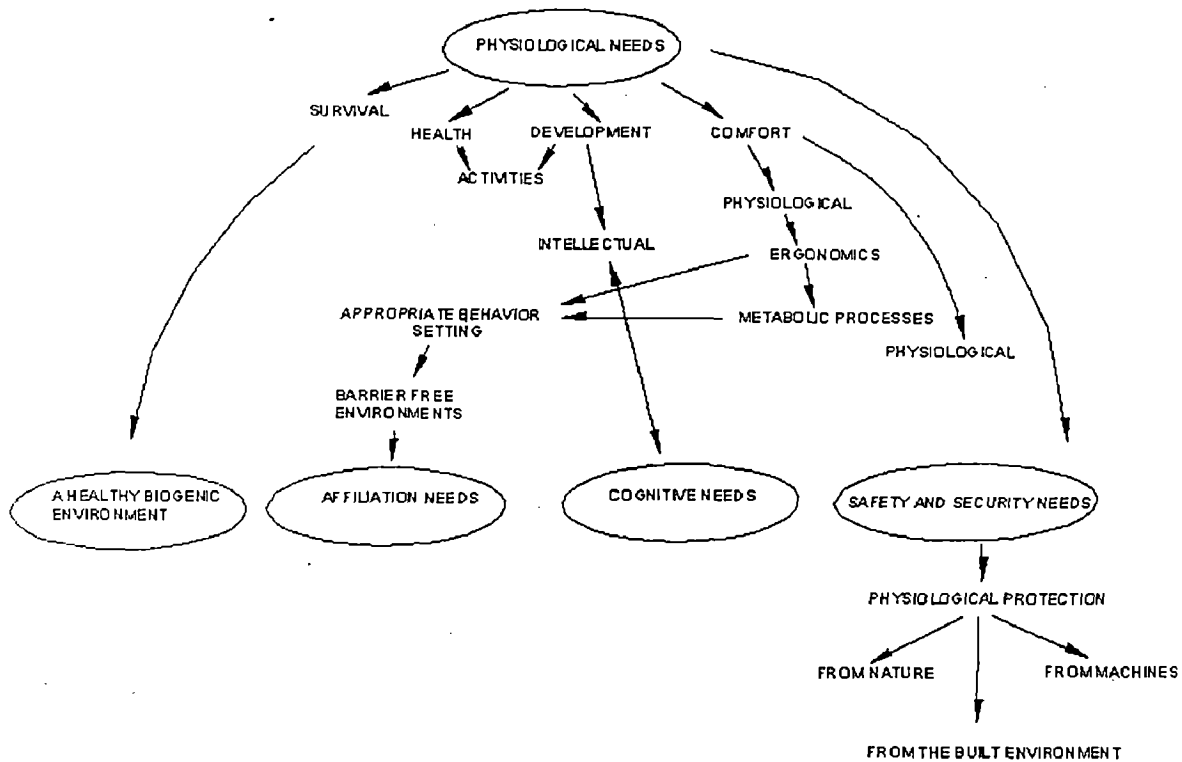 PHYSIOLOGICAL NEEDS
SURVIVAL
HEALTH
DEVELOPMENT
COMFORT
ACTIVITIES
PHYSIOLOGICAL
INTELLECTUAL
ERGONOMICS
APPROPRIATE BEHAVIOR
SETTING
METABOLIC PROCESSES
PHYSIOLOGICAL
BARRIER FREE
ENVIRONMENTS
A HEALTHY BIOGENIC
ENVIRONMENT
AFFILIATION NEEDS
COGNITIVE NEEDS
SAFETY AND SECURITY NEEDS
PHYSIOLOGICAL PROTECTION
FROM NATURE
FROM MACHINES
FROM THE BUILT ENVIRONMENT